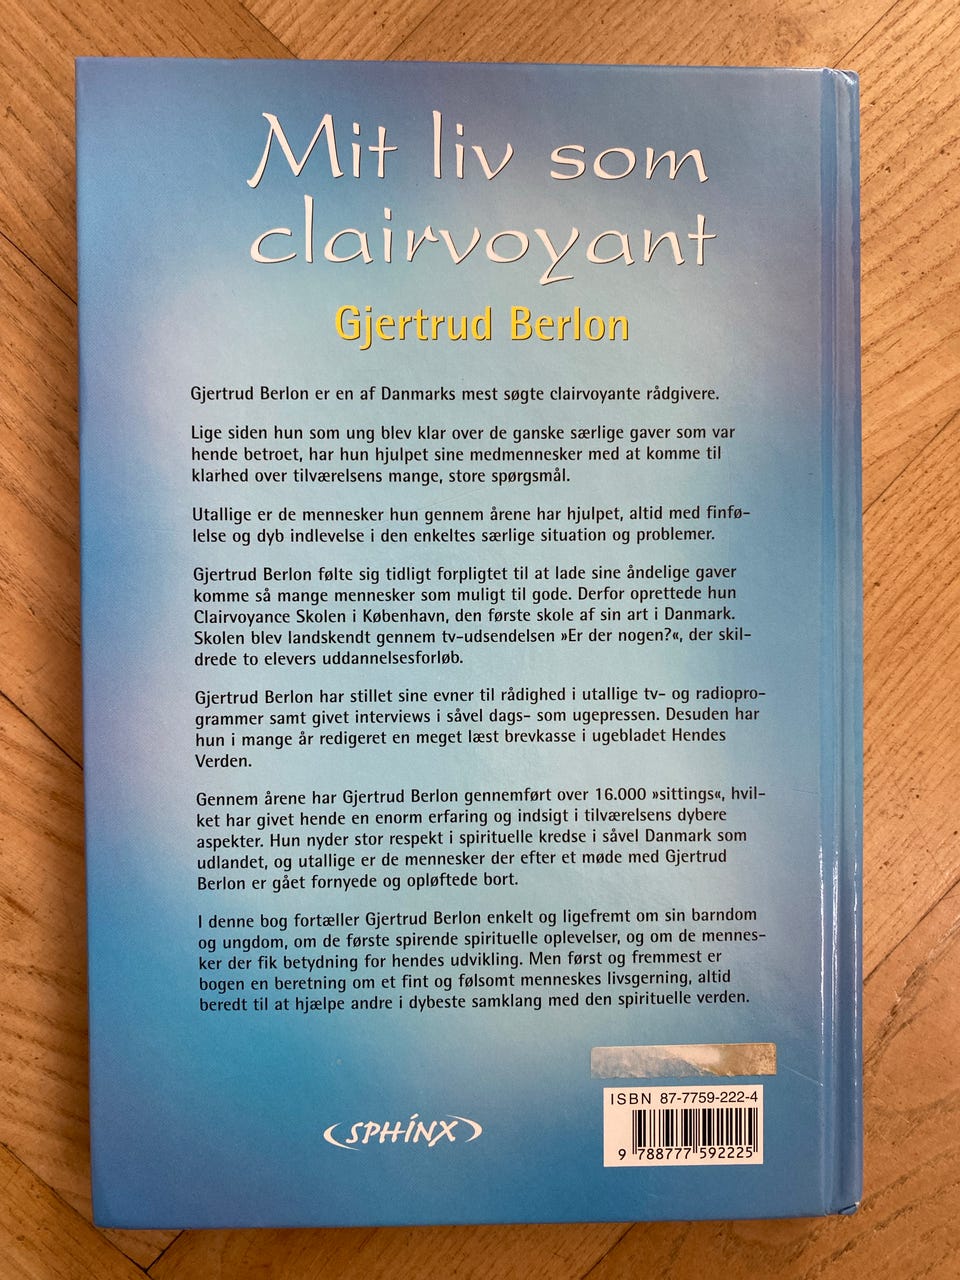 Mit liv som
clairvoyant
Gjertrud Berlon
Gjertrud Berlon er en af Danmarks mest søgte clairvoyante rådgivere.
Lige siden hun som ung blev klar over de ganske særlige gaver som var
hende betroet, har hun hjulpet sine medmennesker med at komme til
klarhed over tilværelsens mange, store spørgsmål.
Utallige er de mennesker hun gennem årene har hjulpet, altid med finfø-
lelse og dyb indlevelse i den enkeltes særlige situation og problemer.
Gjertrud Berlon følte sig tidligt forpligtet til at lade sine åndelige gaver
komme så mange mennesker som muligt til gode. Derfor oprettede hun
Clairvoyance Skolen i København, den første skole af sin art i Danmark.
Skolen blev landskendt gennem tv-udsendelsen »Er der nogen?«, der skil-
drede to elevers uddannelsesforløb.
Gjertrud Berlon har stillet sine evner til rådighed i utallige tv- og radiopro-
grammer samt givet interviews i såvel dags- som ugepressen. Desuden har
hun i mange år redigeret en meget læst brevkasse i ugebladet Hendes
Verden.
Gennem årene har Gjertrud Berlon gennemført over 16.000 »sittings«, hvil-
ket har givet hende en enorm erfaring og indsigt i tilværelsens dybere
aspekter. Hun nyder stor respekt i spirituelle kredse i såvel Danmark som
udlandet, og utallige er de mennesker der efter et møde med Gjertrud
Berlon er gået fornyede og opløftede bort.
I denne bog fortæller Gjertrud Berlon enkelt og ligefremt om sin barndom
og ungdom, om de første spirende spirituelle oplevelser, og om de mennes-
ker der fik betydning for hendes udvikling. Men først og fremmest er
bogen en beretning om et fint og følsomt menneskes livsgerning, altid
beredt til at hjælpe andre i dybeste samklang med den spirituelle verden.
SPHÍNX
ISBN 87-7759-222-4
9 788777 592225